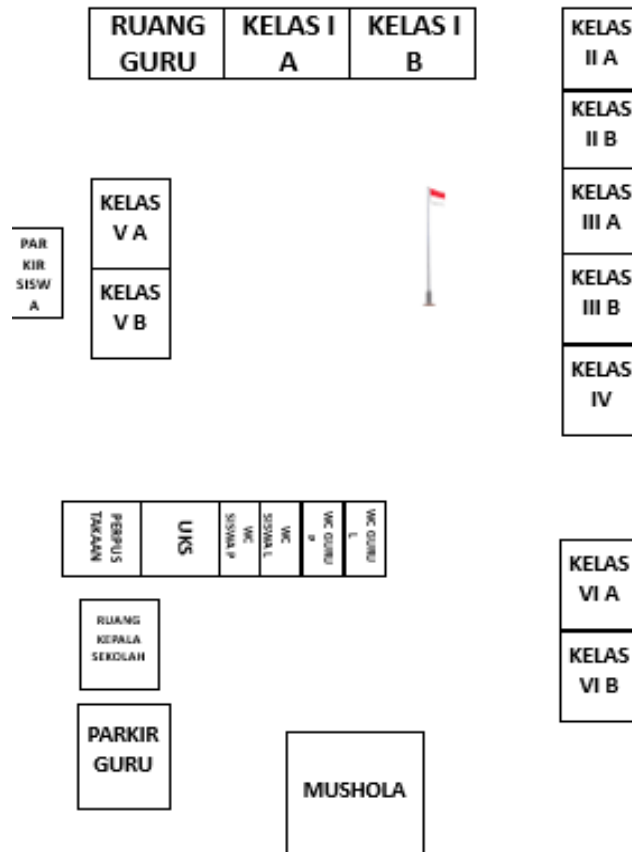 RUANG
GURU
KELAS I
A
KELAS I
B
KELAS
II A
KELAS
II B
KELAS
III A
KELAS
III B
KELAS
IV
KELAS
V A
KELAS
V B
PAR
KIR
SISW
A
PERPUS
TAKAAN
UKS
WC
SISWA P
WC
SISWA L
WC GURU
P
WC GURU
L
RUANG
KEPALA
SEKOLAH
PARKIR
GURU
MUSHOLA
KELAS
VI A
KELAS
VI B